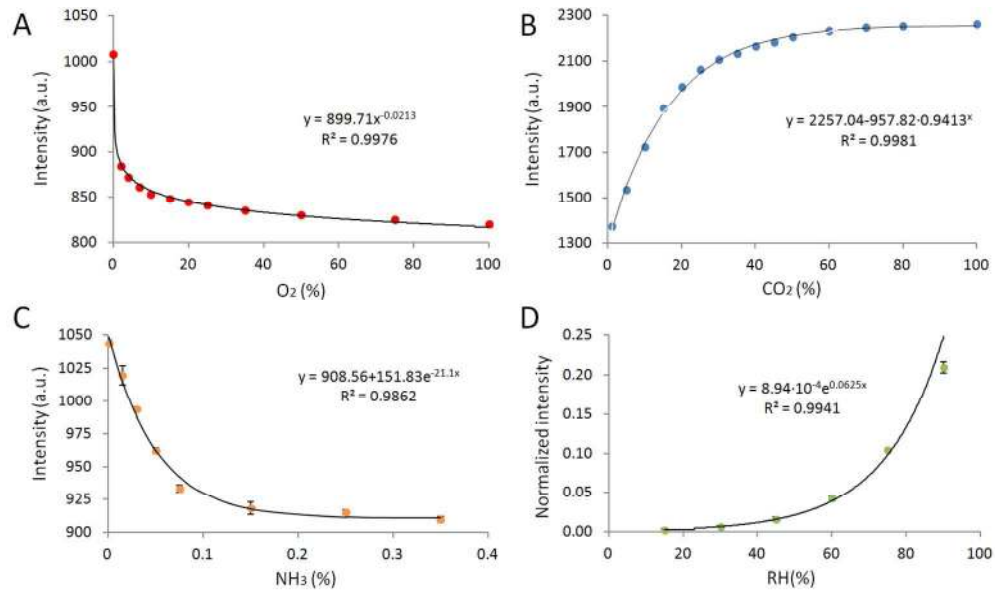 A
1050
1000
950
900
850
800
Intensity (a.u.)
y = 899.71x^-0.0213
R² = 0.9976
0 20 40 60 80 100
O₂ (%)
B
2300
2100
1900
1700
1500
1300
Intensity (a.u.)
y = 2257.04-957.82·0.9413^x
R² = 0.9981
0 20 40 60 80 100
CO₂ (%)
C
1050
1025
1000
975
950
925
900
Intensity (a.u.)
y = 908.56+151.83e^-21.1x
R² = 0.9862
0 0.1 0.2 0.3 0.4
NH₃ (%)
D
0.25
0.20
0.15
0.10
0.05
0.00
Normalized intensity
y = 8.94·10^-4e^0.0625x
R² = 0.9941
0 20 40 60 80 100
RH(%)